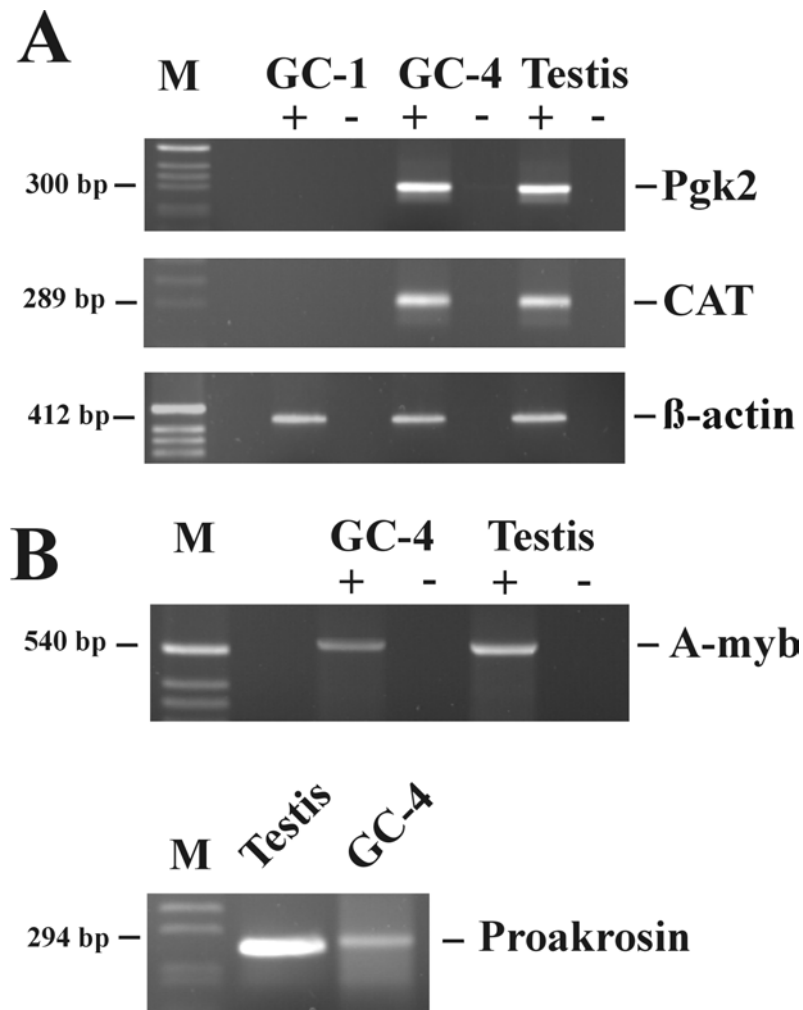 A
M GC-1 GC-4 Testis
+ - + - + -
300 bp – – Pgk2
289 bp – – CAT
412 bp – – ß-actin
B
M GC-4 Testis
+ - + -
540 bp – – A-myb
M Testis GC-4
294 bp – – Proakrosin